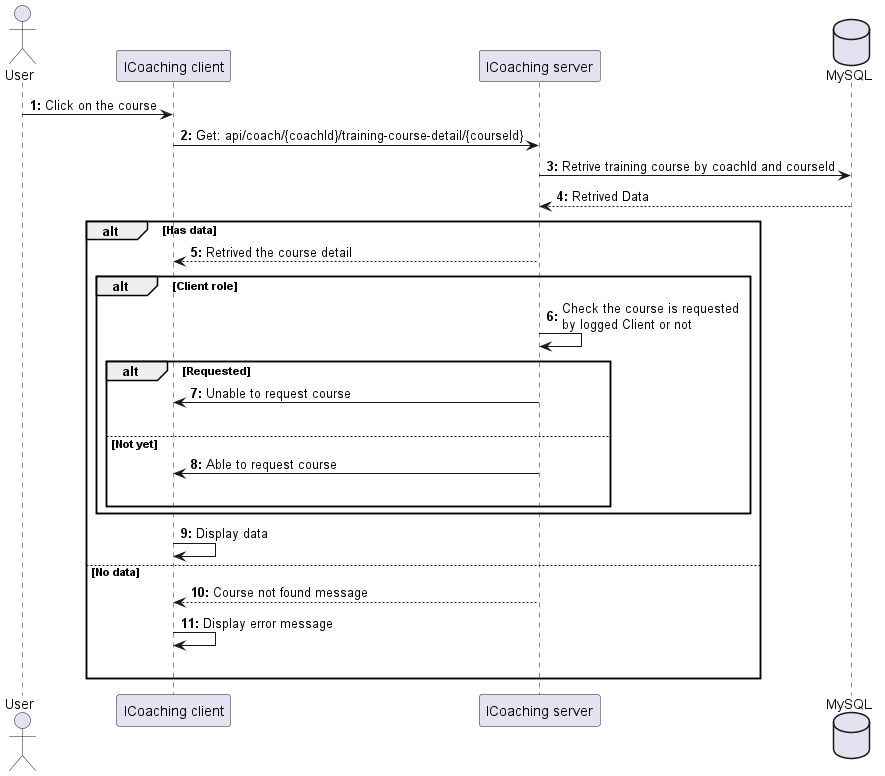 User
ICoaching client
ICoaching server
MySQL
1: Click on the course
2: Get: api/coach/{coachId}/training-course-detail/{courseId}
3: Retrive training course by coachId and courseId
4: Retrived Data
alt [Has data]
5: Retrived the course detail
alt [Client role]
6: Check the course is requested
by logged Client or not
alt [Requested]
7: Unable to request course
[Not yet]
8: Able to request course
9: Display data
[No data]
10: Course not found message
11: Display error message
User
ICoaching client
ICoaching server
MySQL